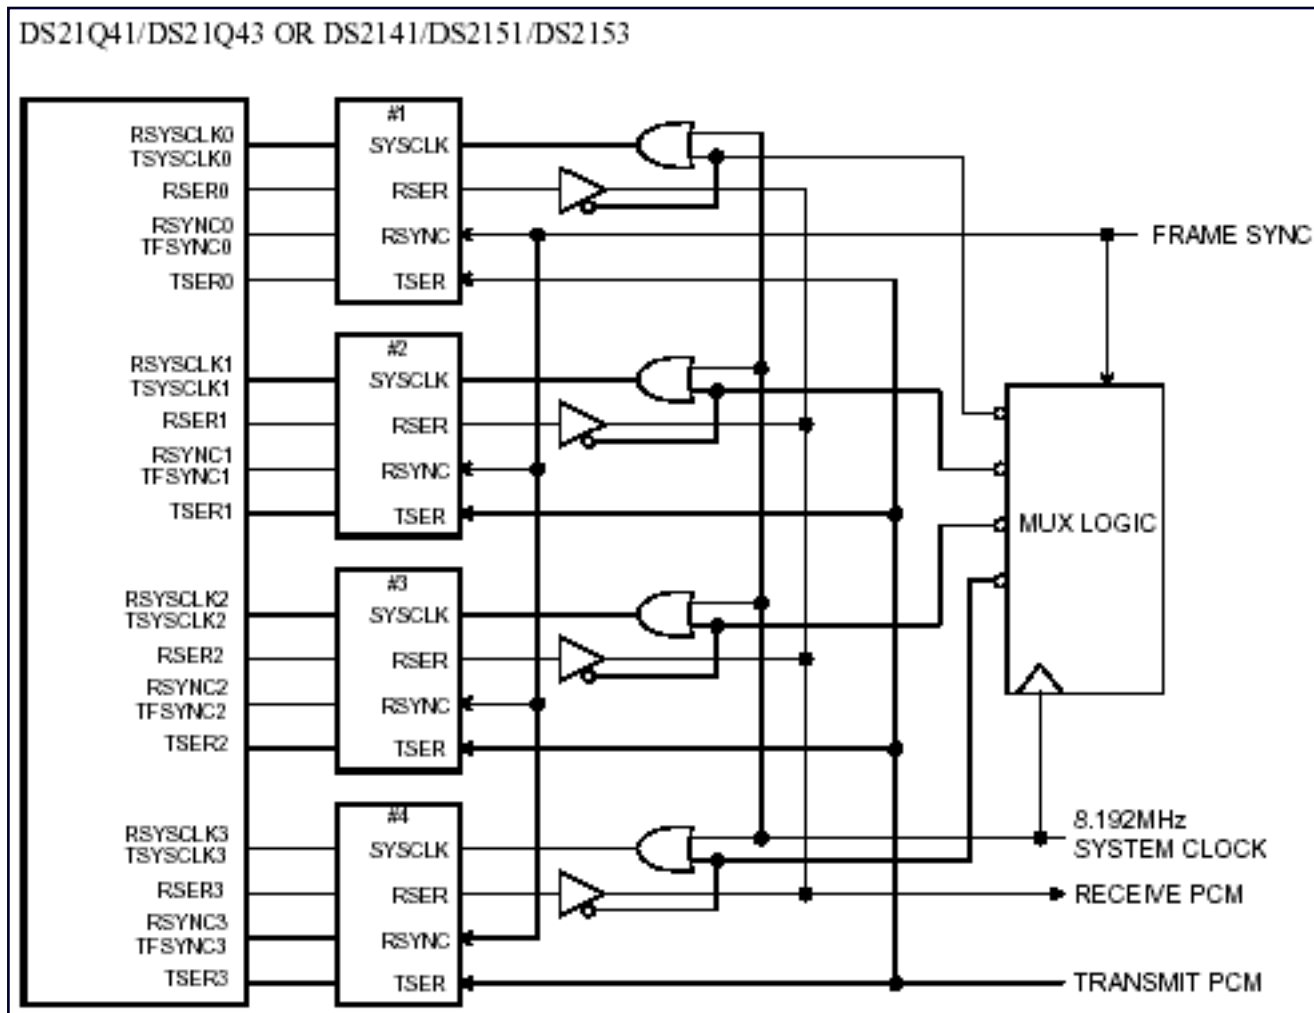 DS21Q41/DS21Q43 OR DS2141/DS2151/DS2153
RSYSCLK0
TSYSCLK0
RSER0
RSYNC0
TFSYNC0
TSER0
#1
SYSCLK
RSER
RSYNC
TSER
FRAME SYNC
RSYSCLK1
TSYSCLK1
RSER1
RSYNC1
TFSYNC1
TSER1
#2
SYSCLK
RSER
RSYNC
TSER
MUX LOGIC
RSYSCLK2
TSYSCLK2
RSER2
RSYNC2
TFSYNC2
TSER2
#3
SYSCLK
RSER
RSYNC
TSER
RSYSCLK3
TSYSCLK3
RSER3
RSYNC3
TFSYNC3
TSER3
#4
SYSCLK
RSER
RSYNC
TSER
8.192MHz
SYSTEM CLOCK
RECEIVE PCM
TRANSMIT PCM